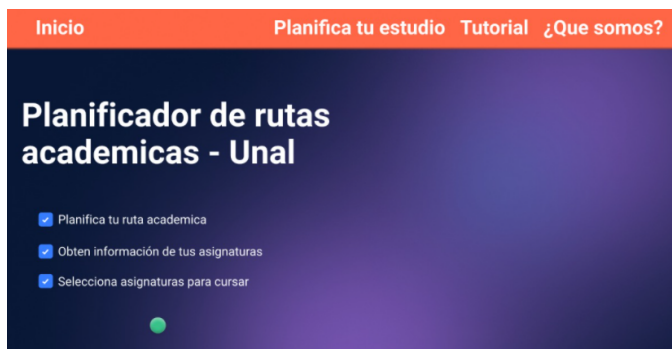 Inicio Planifica tu estudio Tutorial ¿Que somos?
Planificador de rutas
academicas - Unal
Planifica tu ruta academica
Obten información de tus asignaturas
Selecciona asignaturas para cursar